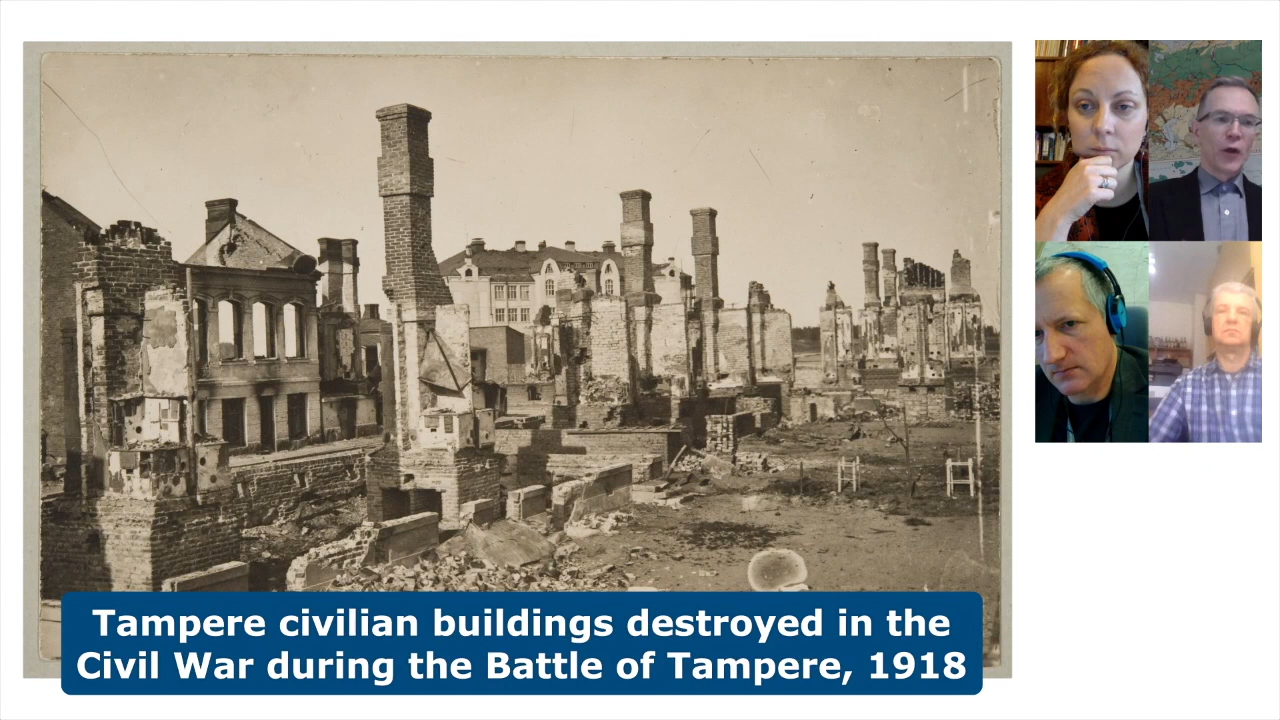 Tampere civilian buildings destroyed in the
Civil War during the Battle of Tampere, 1918